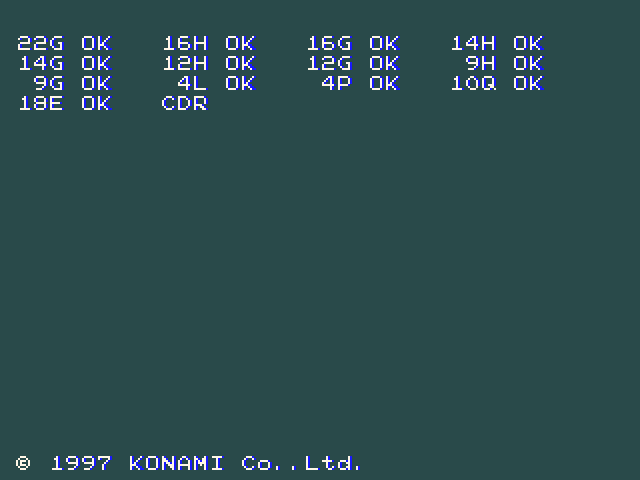 22G OK 16H OK 16G OK 14H OK
14G OK 12H OK 12G OK 9H OK
9G OK 4L OK 4P OK 10Q OK
18E OK CDR
© 1997 KONAMI Co.,Ltd.